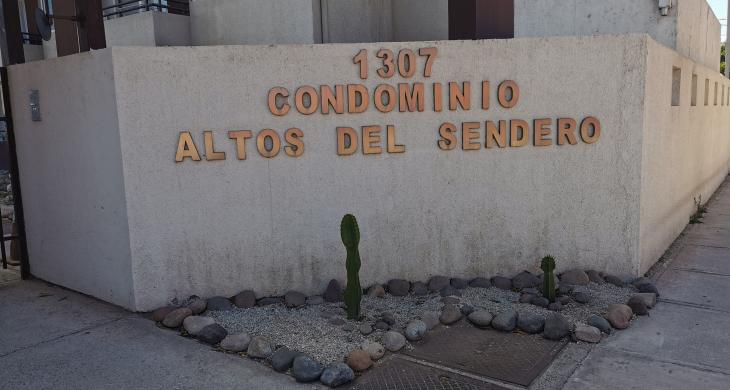 1307
CONDOMINIO
ALTOS DEL SENDERO